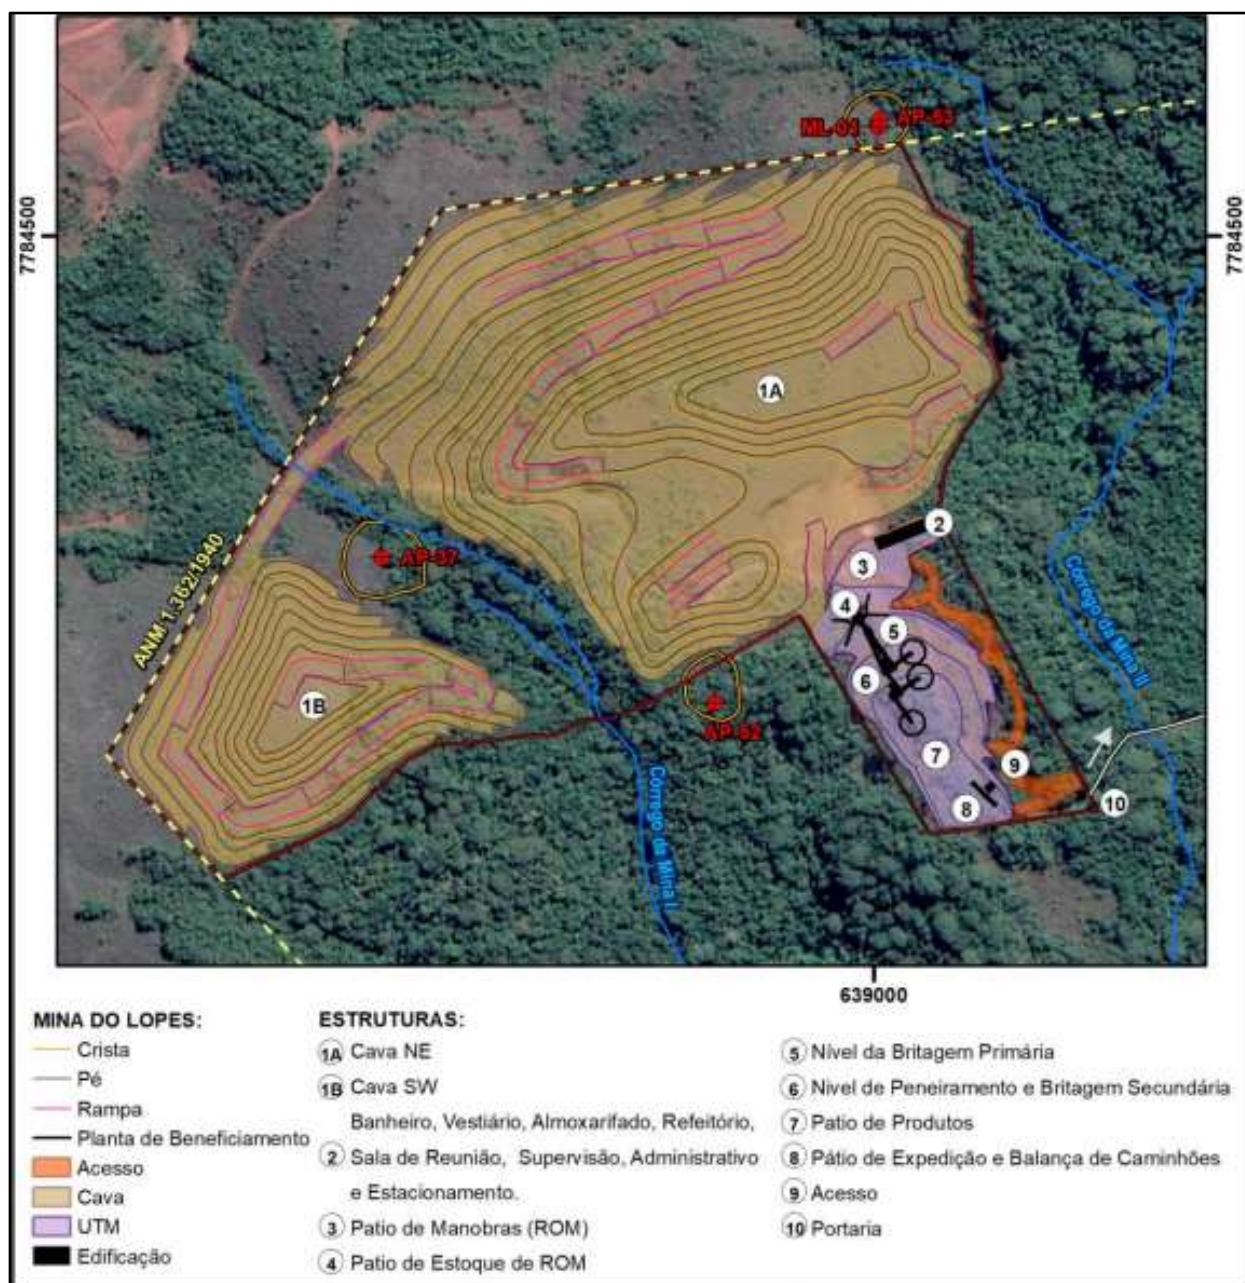 ML-01
AP-53
7784500
7784500
1A
ANM 1.362/1940
AP-37
2
3
4
5
6
1B
AP-52
7
8
9
10
Córrego da Mina II
Córrego da Mina III
639000
MINA DO LOPES:
Crista
Pé
Rampa
Planta de Beneficiamento
Acesso
Cava
UTM
Edificação
ESTRUTURAS:
1A Cava NE
1B Cava SW
Banheiro, Vestiário, Almoxarifado, Refeitório,
2 Sala de Reunião, Supervisão, Administrativo
e Estacionamento.
3 Patio de Manobras (ROM)
4 Patio de Estoque de ROM
5 Nível da Britagem Primária
6 Nivel de Peneiramento e Britagem Secundária
7 Patio de Produtos
8 Pátio de Expedição e Balança de Caminhões
9 Acesso
10 Portaria